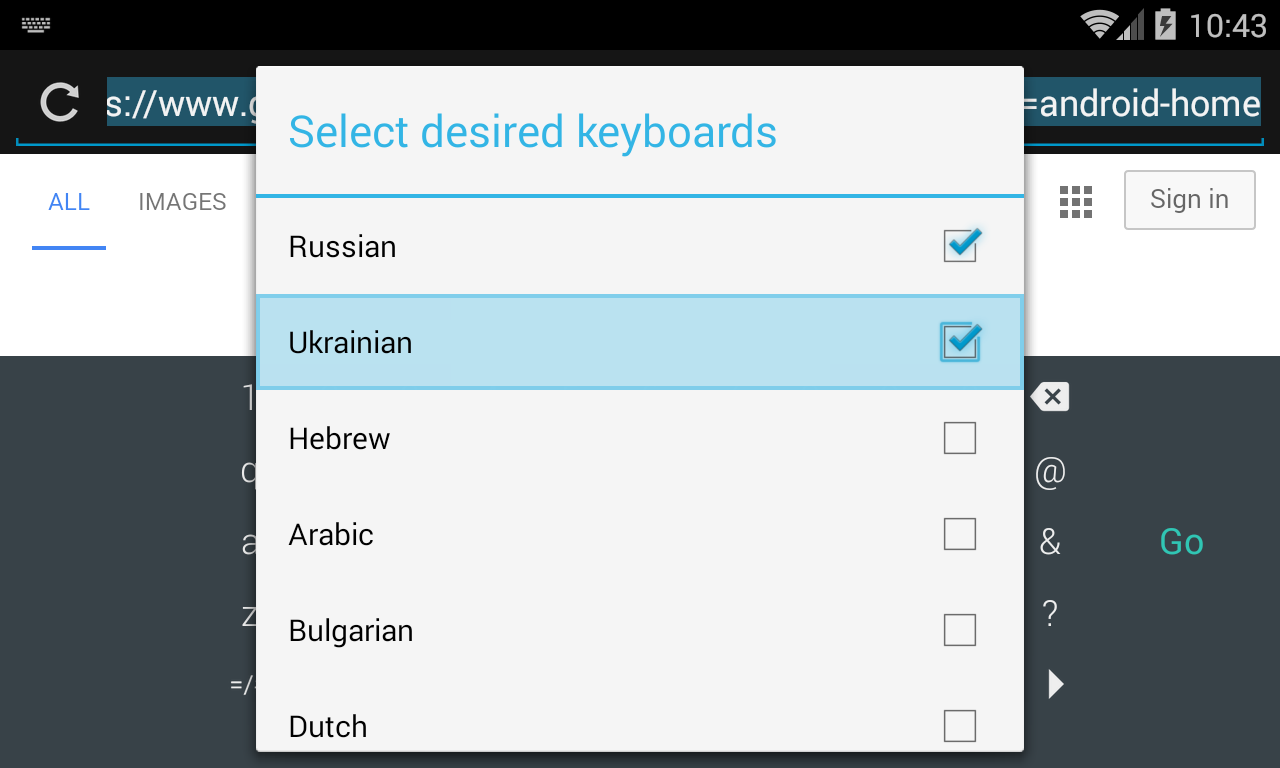 10:43
s://www.g
=android-home
Select desired keyboards
ALL IMAGES
Sign in
Russian
Ukrainian
Hebrew
@
Arabic
&
Go
Bulgarian
?
=/
Dutch